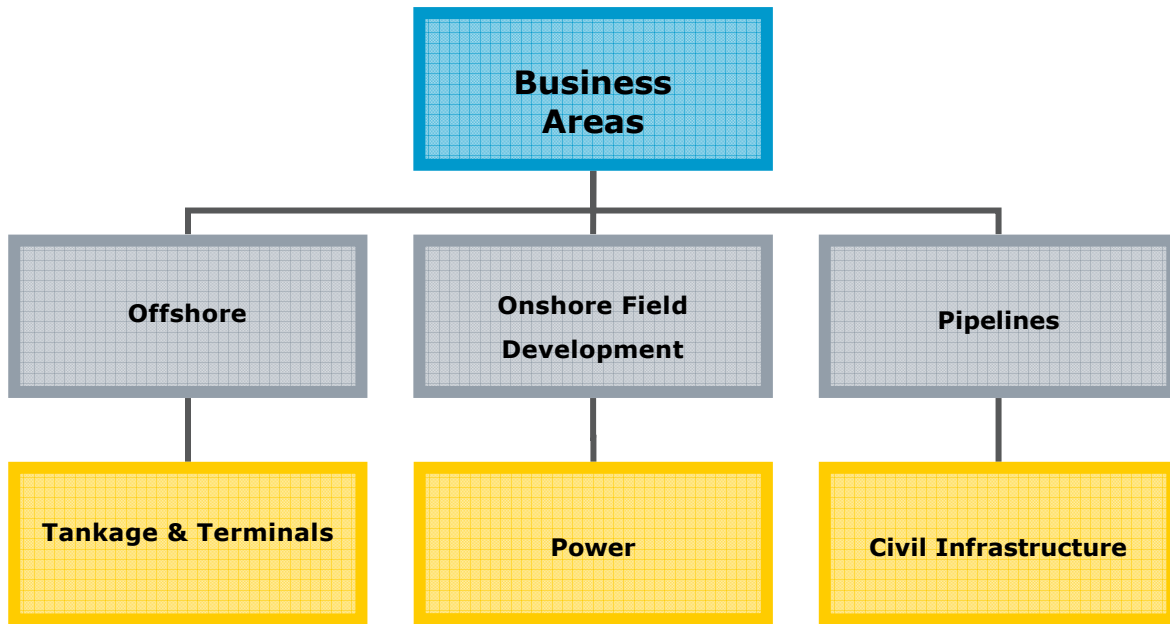 Business
Areas
Offshore
Onshore Field
Development
Pipelines
Tankage & Terminals
Power
Civil Infrastructure